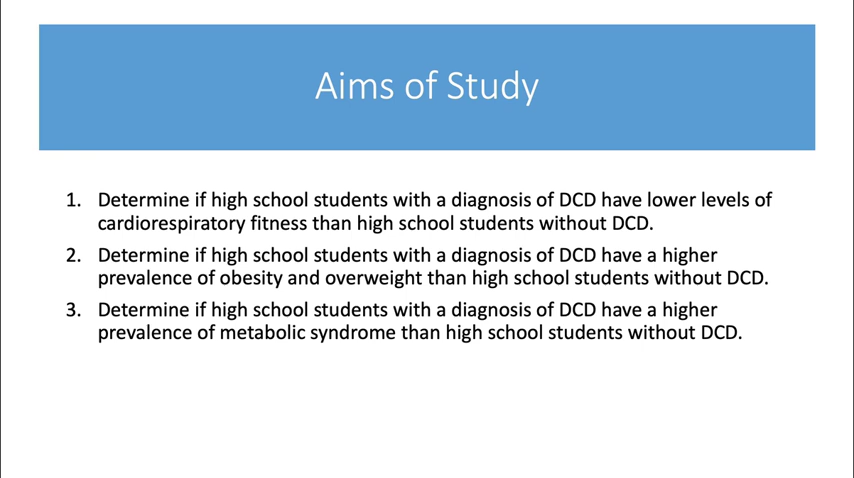 Aims of Study
1. Determine if high school students with a diagnosis of DCD have lower levels of
cardiorespiratory fitness than high school students without DCD.
2. Determine if high school students with a diagnosis of DCD have a higher
prevalence of obesity and overweight than high school students without DCD.
3. Determine if high school students with a diagnosis of DCD have a higher
prevalence of metabolic syndrome than high school students without DCD.